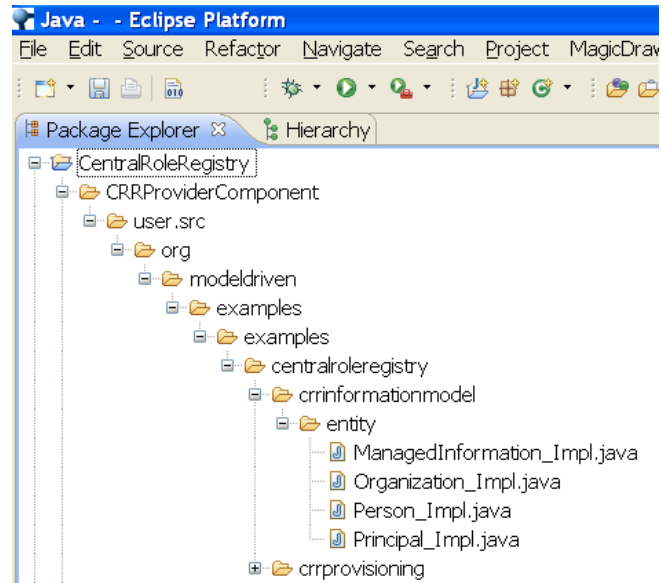 Java - - Eclipse Platform
File Edit Source Refactor Navigate Search Project MagicDraw
010
Package Explorer Hierarchy
CentralRoleRegistry
CRRProviderComponent
user.src
org
modeldriven
examples
examples
centralroleregistry
crrinformationmodel
entity
ManagedInformation_Impl.java
Organization_Impl.java
Person_Impl.java
Principal_Impl.java
crrprovisioning